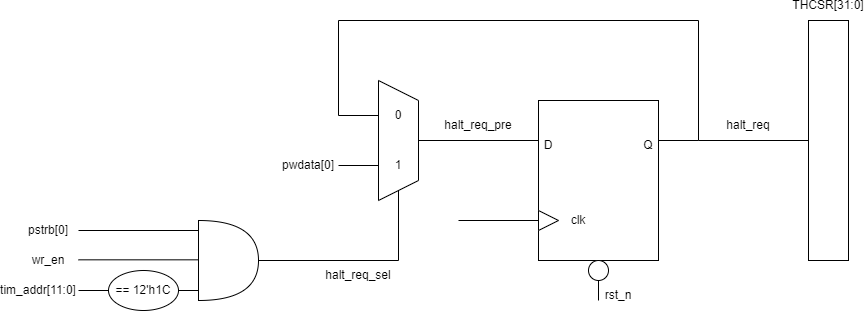 THCSR[31:0]
0
halt_req_pre
halt_req
D
Q
pwdata[0]
1
clk
pstrb[0]
wr_en
halt_req_sel
tim_addr[11:0]
== 12'h1C
rst_n